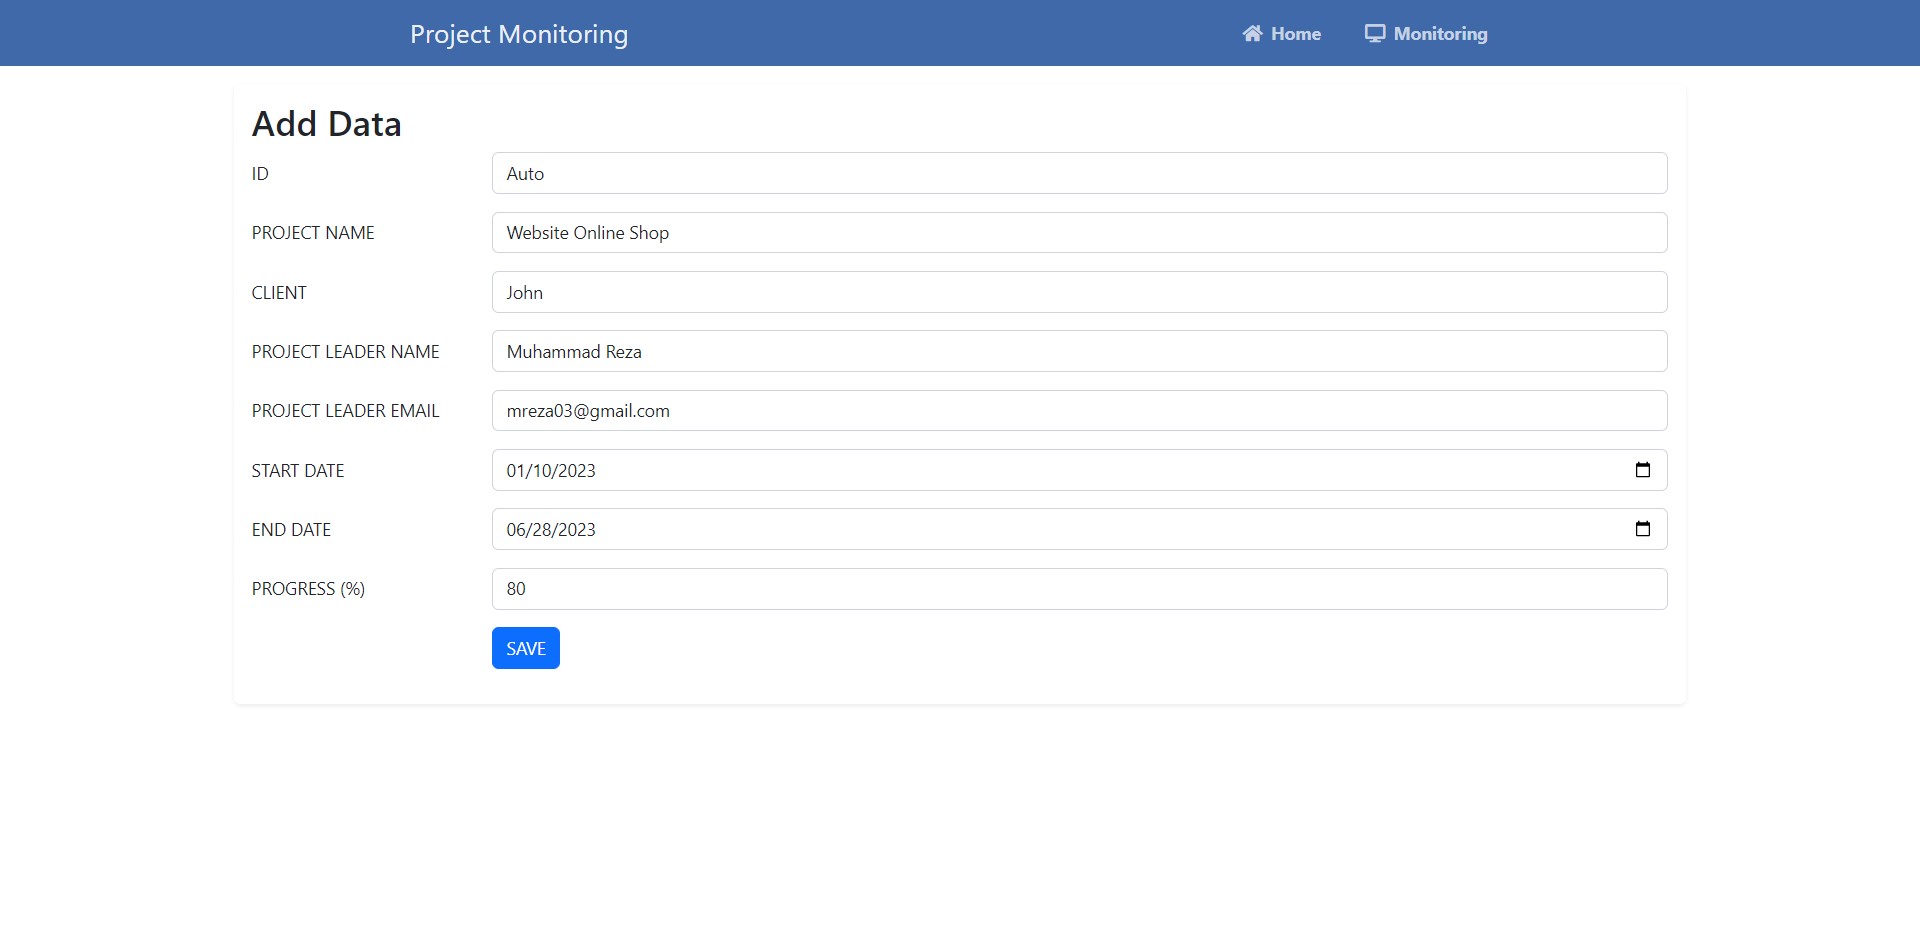 Project Monitoring Home Monitoring
Add Data
ID Auto
PROJECT NAME Website Online Shop
CLIENT John
PROJECT LEADER NAME Muhammad Reza
PROJECT LEADER EMAIL mreza03@gmail.com
START DATE 01/10/2023
END DATE 06/28/2023
PROGRESS (%) 80
SAVE